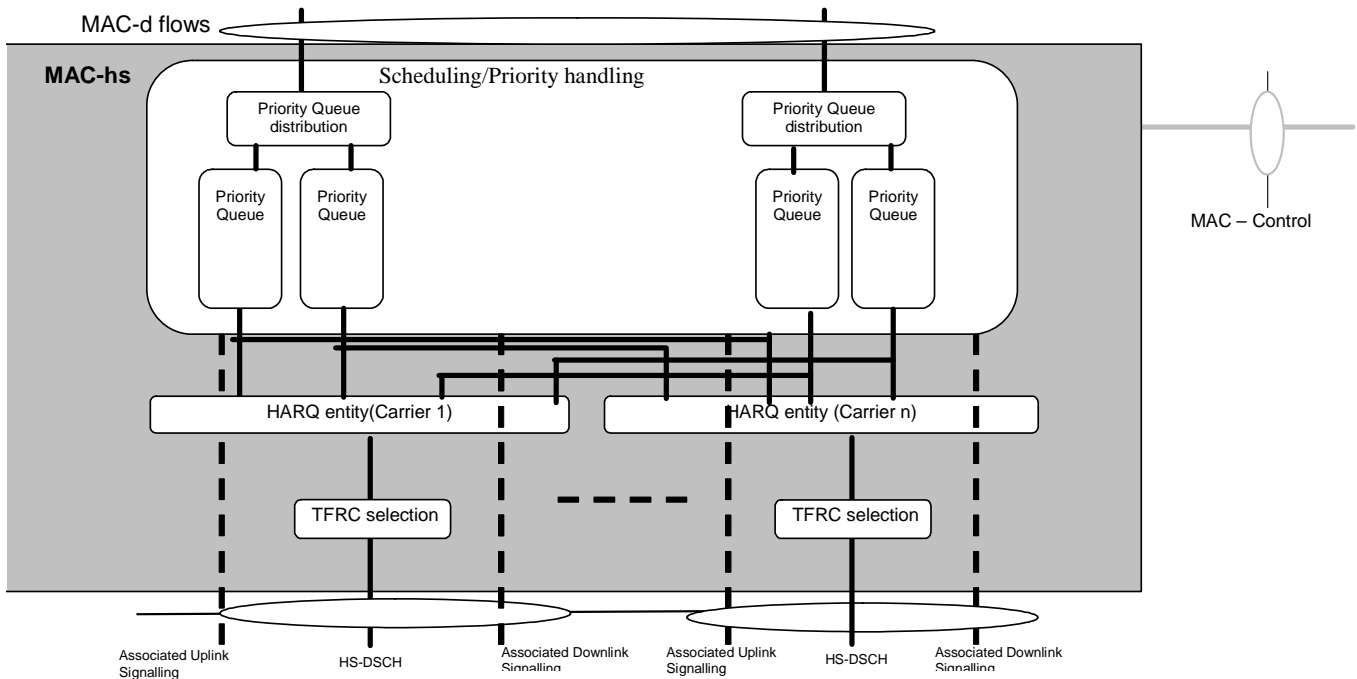 MAC-d flows
MAC-hs
Scheduling/Priority handling
Priority Queue
distribution
Priority Queue
distribution
Priority
Queue
Priority
Queue
Priority
Queue
Priority
Queue
MAC – Control
HARQ entity(Carrier 1)
HARQ entity (Carrier n)
TFRC selection
TFRC selection
Associated Uplink
Signalling
HS-DSCH
Associated Downlink
Signalling
Associated Uplink
Signalling
HS-DSCH
Associated Downlink
Signalling